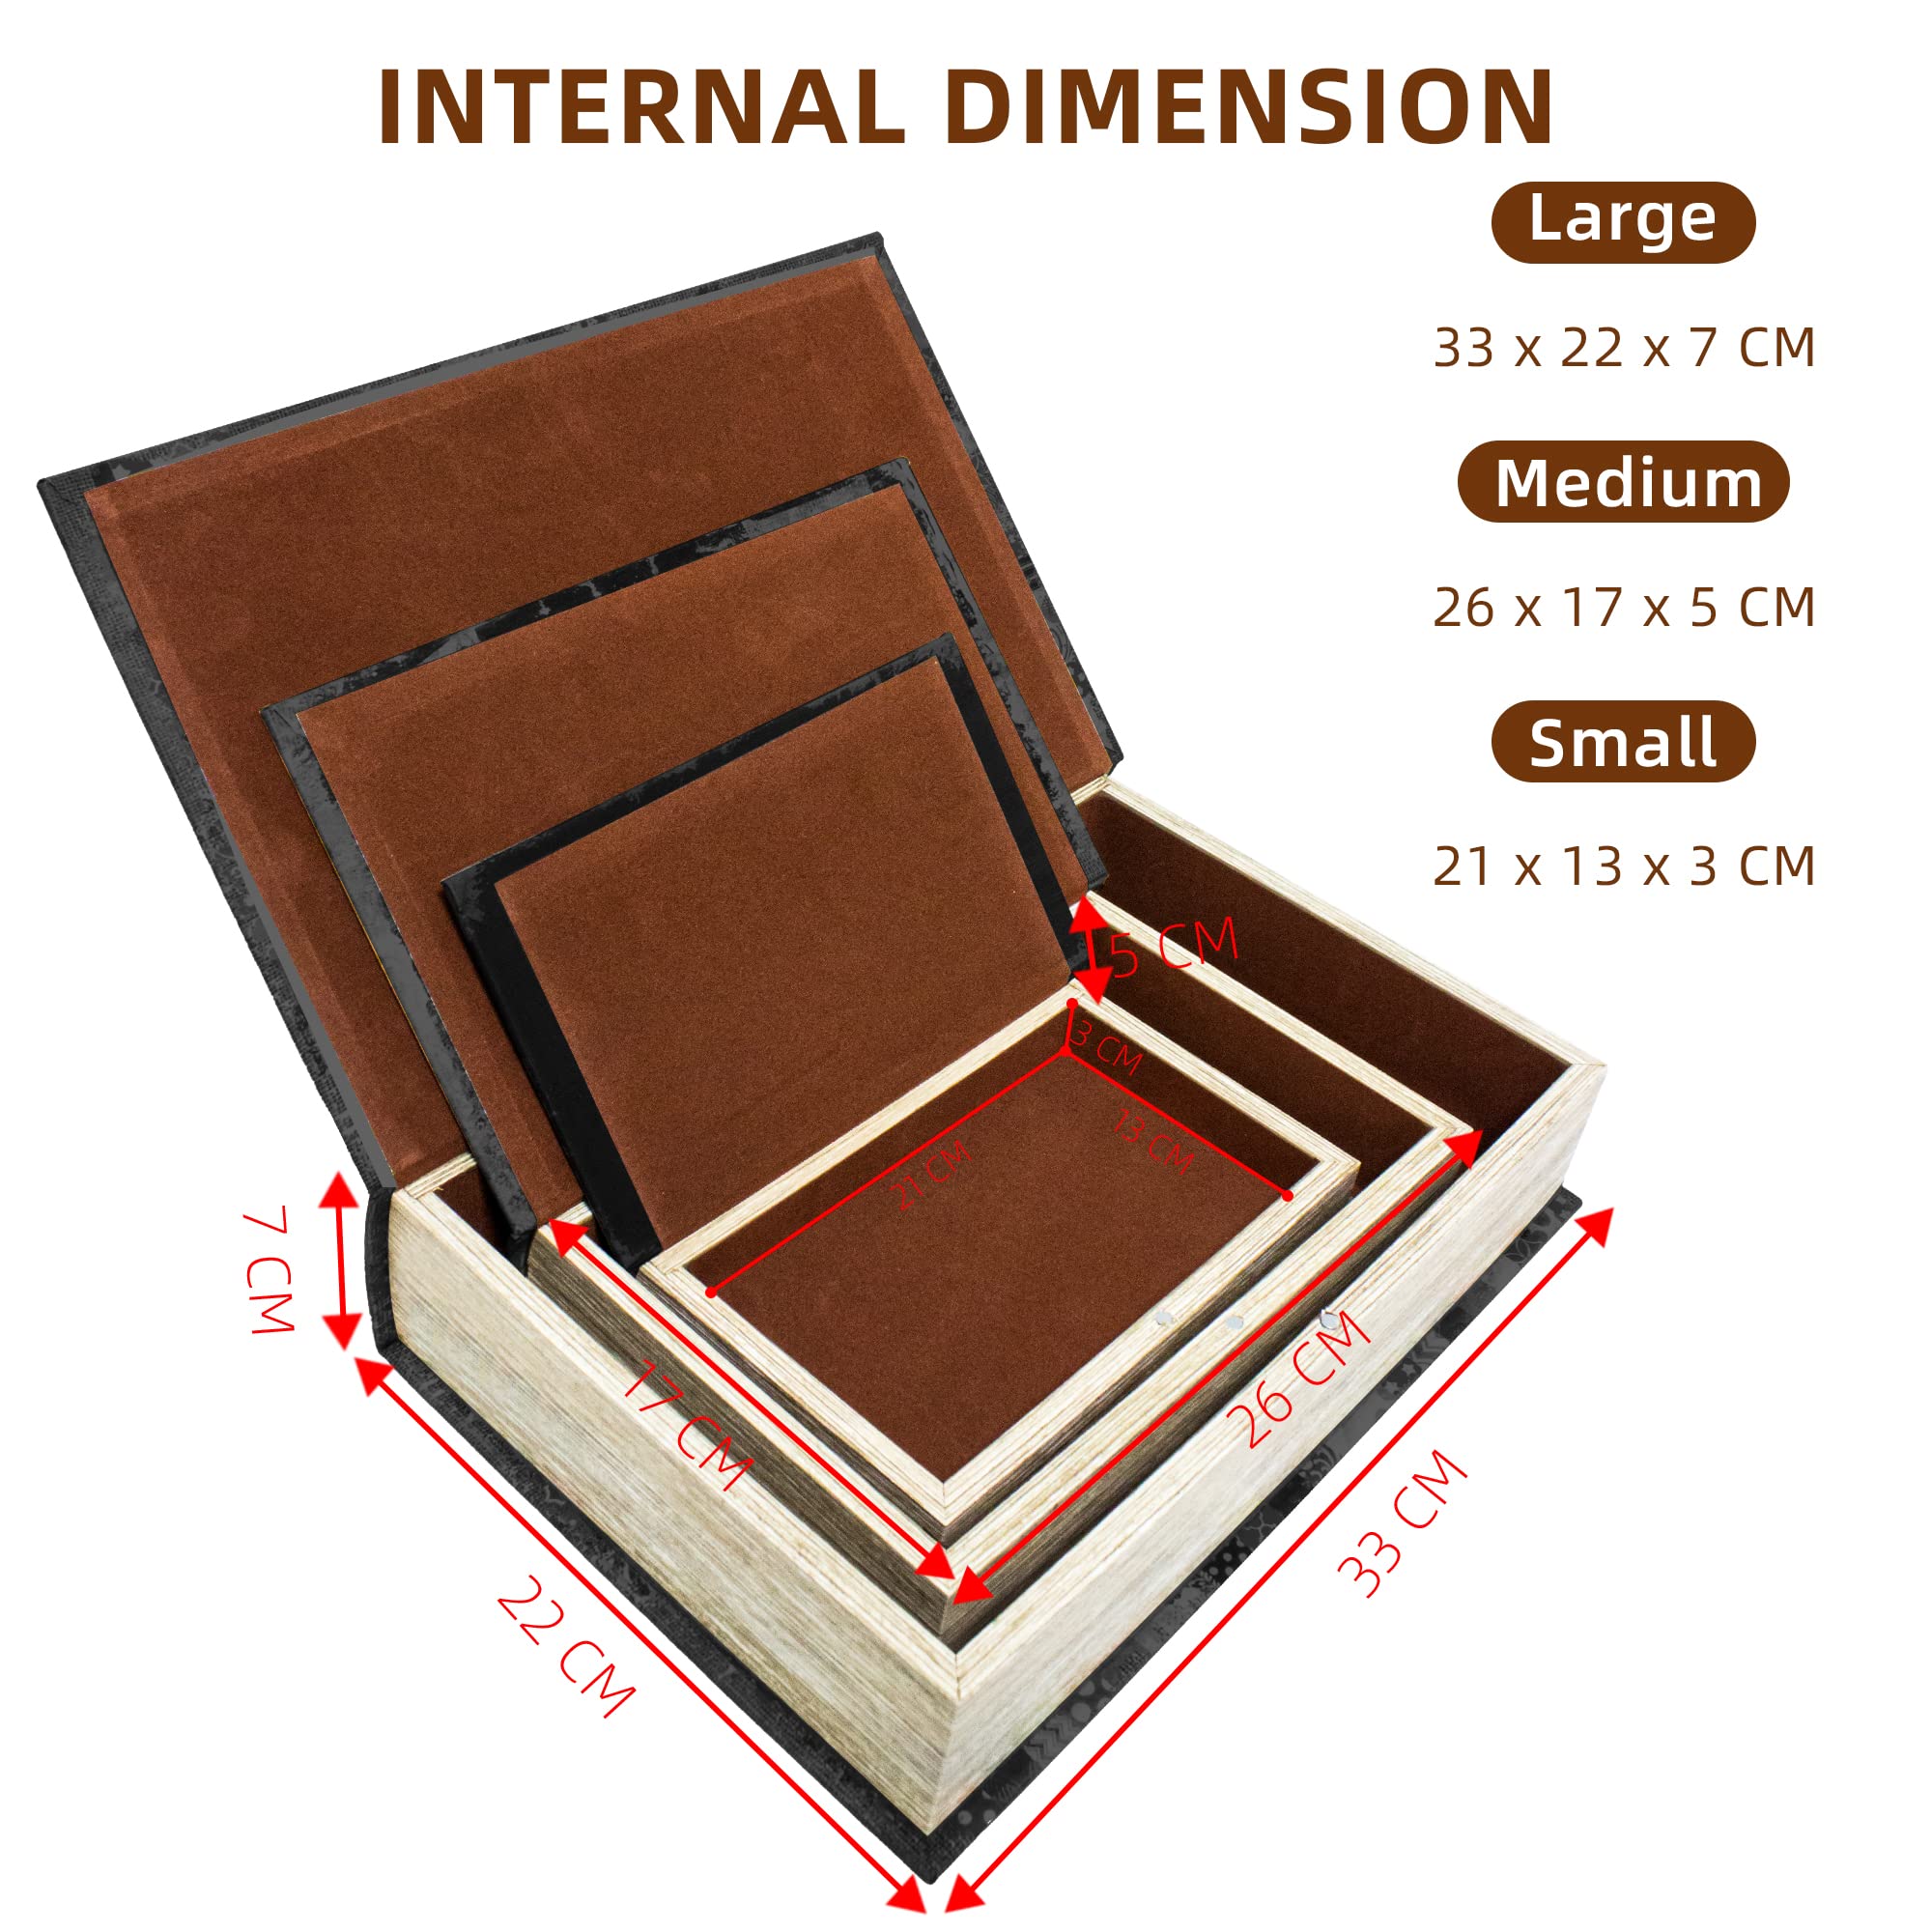 INTERNAL DIMENSION
Large
33 x 22 x 7 CM
Medium
26 x 17 x 5 CM
Small
21 x 13 x 3 CM
5 CM
3 CM
13 CM
21 CM
7 CM
17 CM
26 CM
22 CM
33 CM